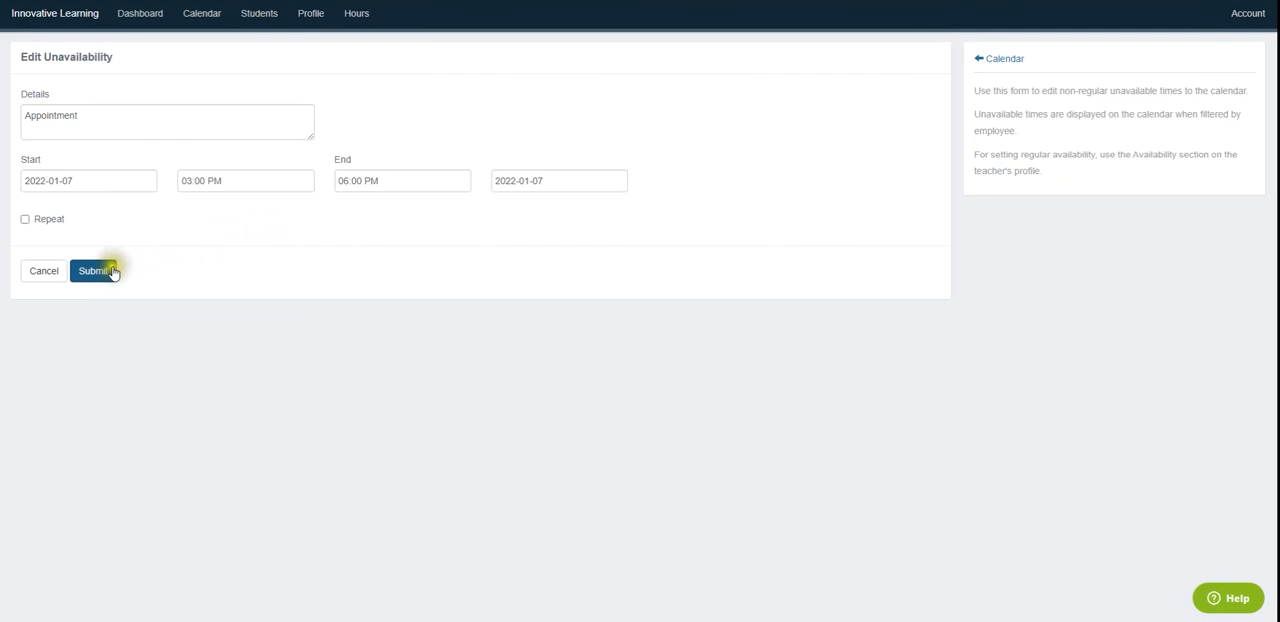 Innovative Learning Dashboard Calendar Students Profile Hours Account
Edit Unavailability
Details
Appointment
Start End
2022-01-07 03:00 PM 06:00 PM 2022-01-07
Repeat
Cancel Submit
Calendar
Use this form to edit non-regular unavailable times to the calendar.
Unavailable times are displayed on the calendar when filtered by
employee.
For setting regular availability, use the Availability section on the
teacher's profile.
Help